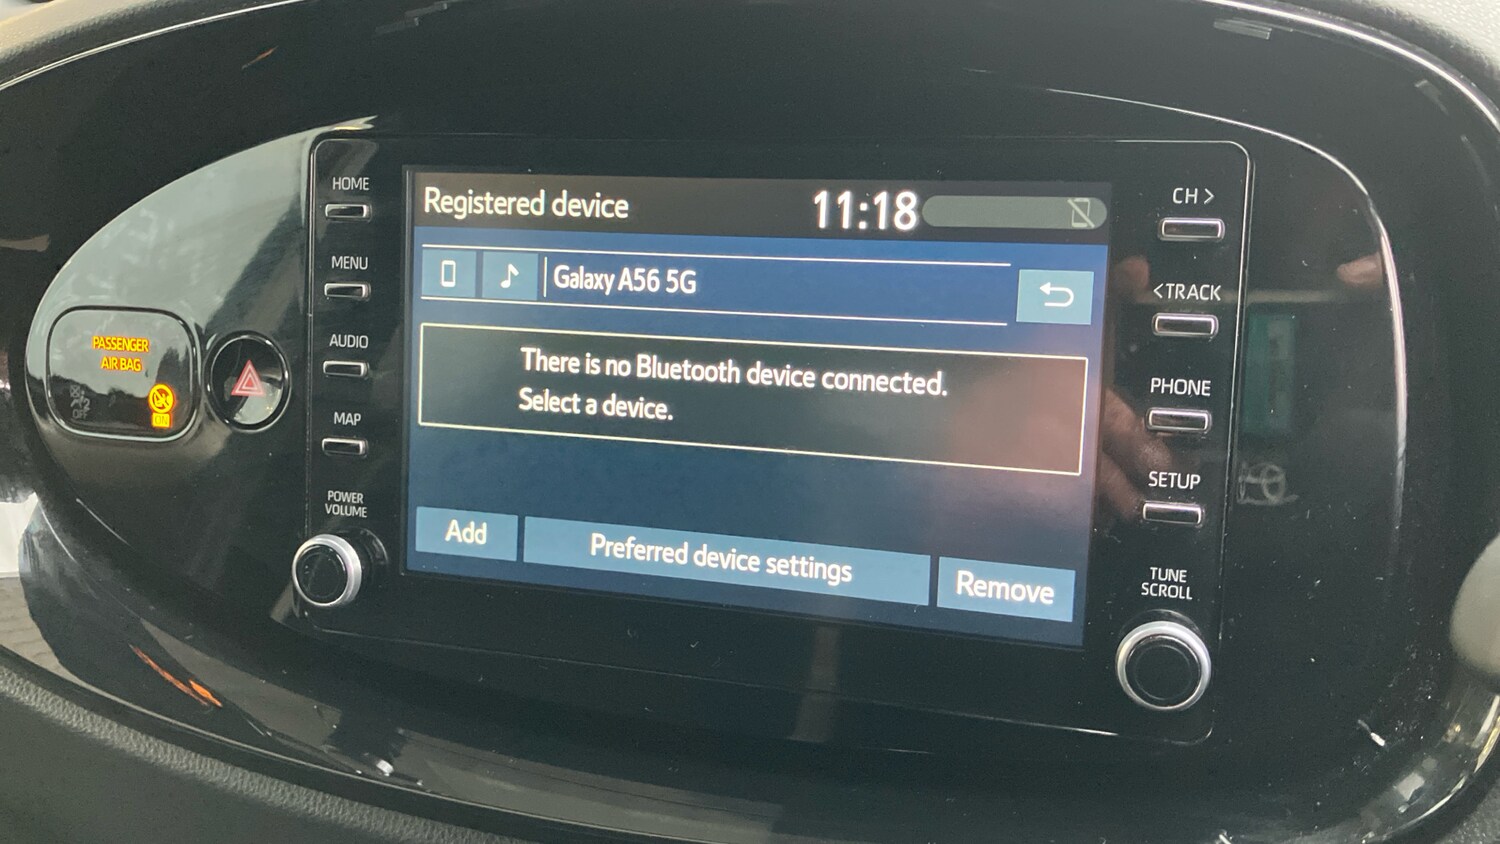 HOME
MENU
AUDIO
MAP
POWER
VOLUME
PASSENGER
AIR BAG
ON
Registered device
11:18
Galaxy A56 5G
There is no Bluetooth device connected.
Select a device.
Add
Preferred device settings
Remove
CH >
<TRACK
PHONE
SETUP
TUNE
SCROLL